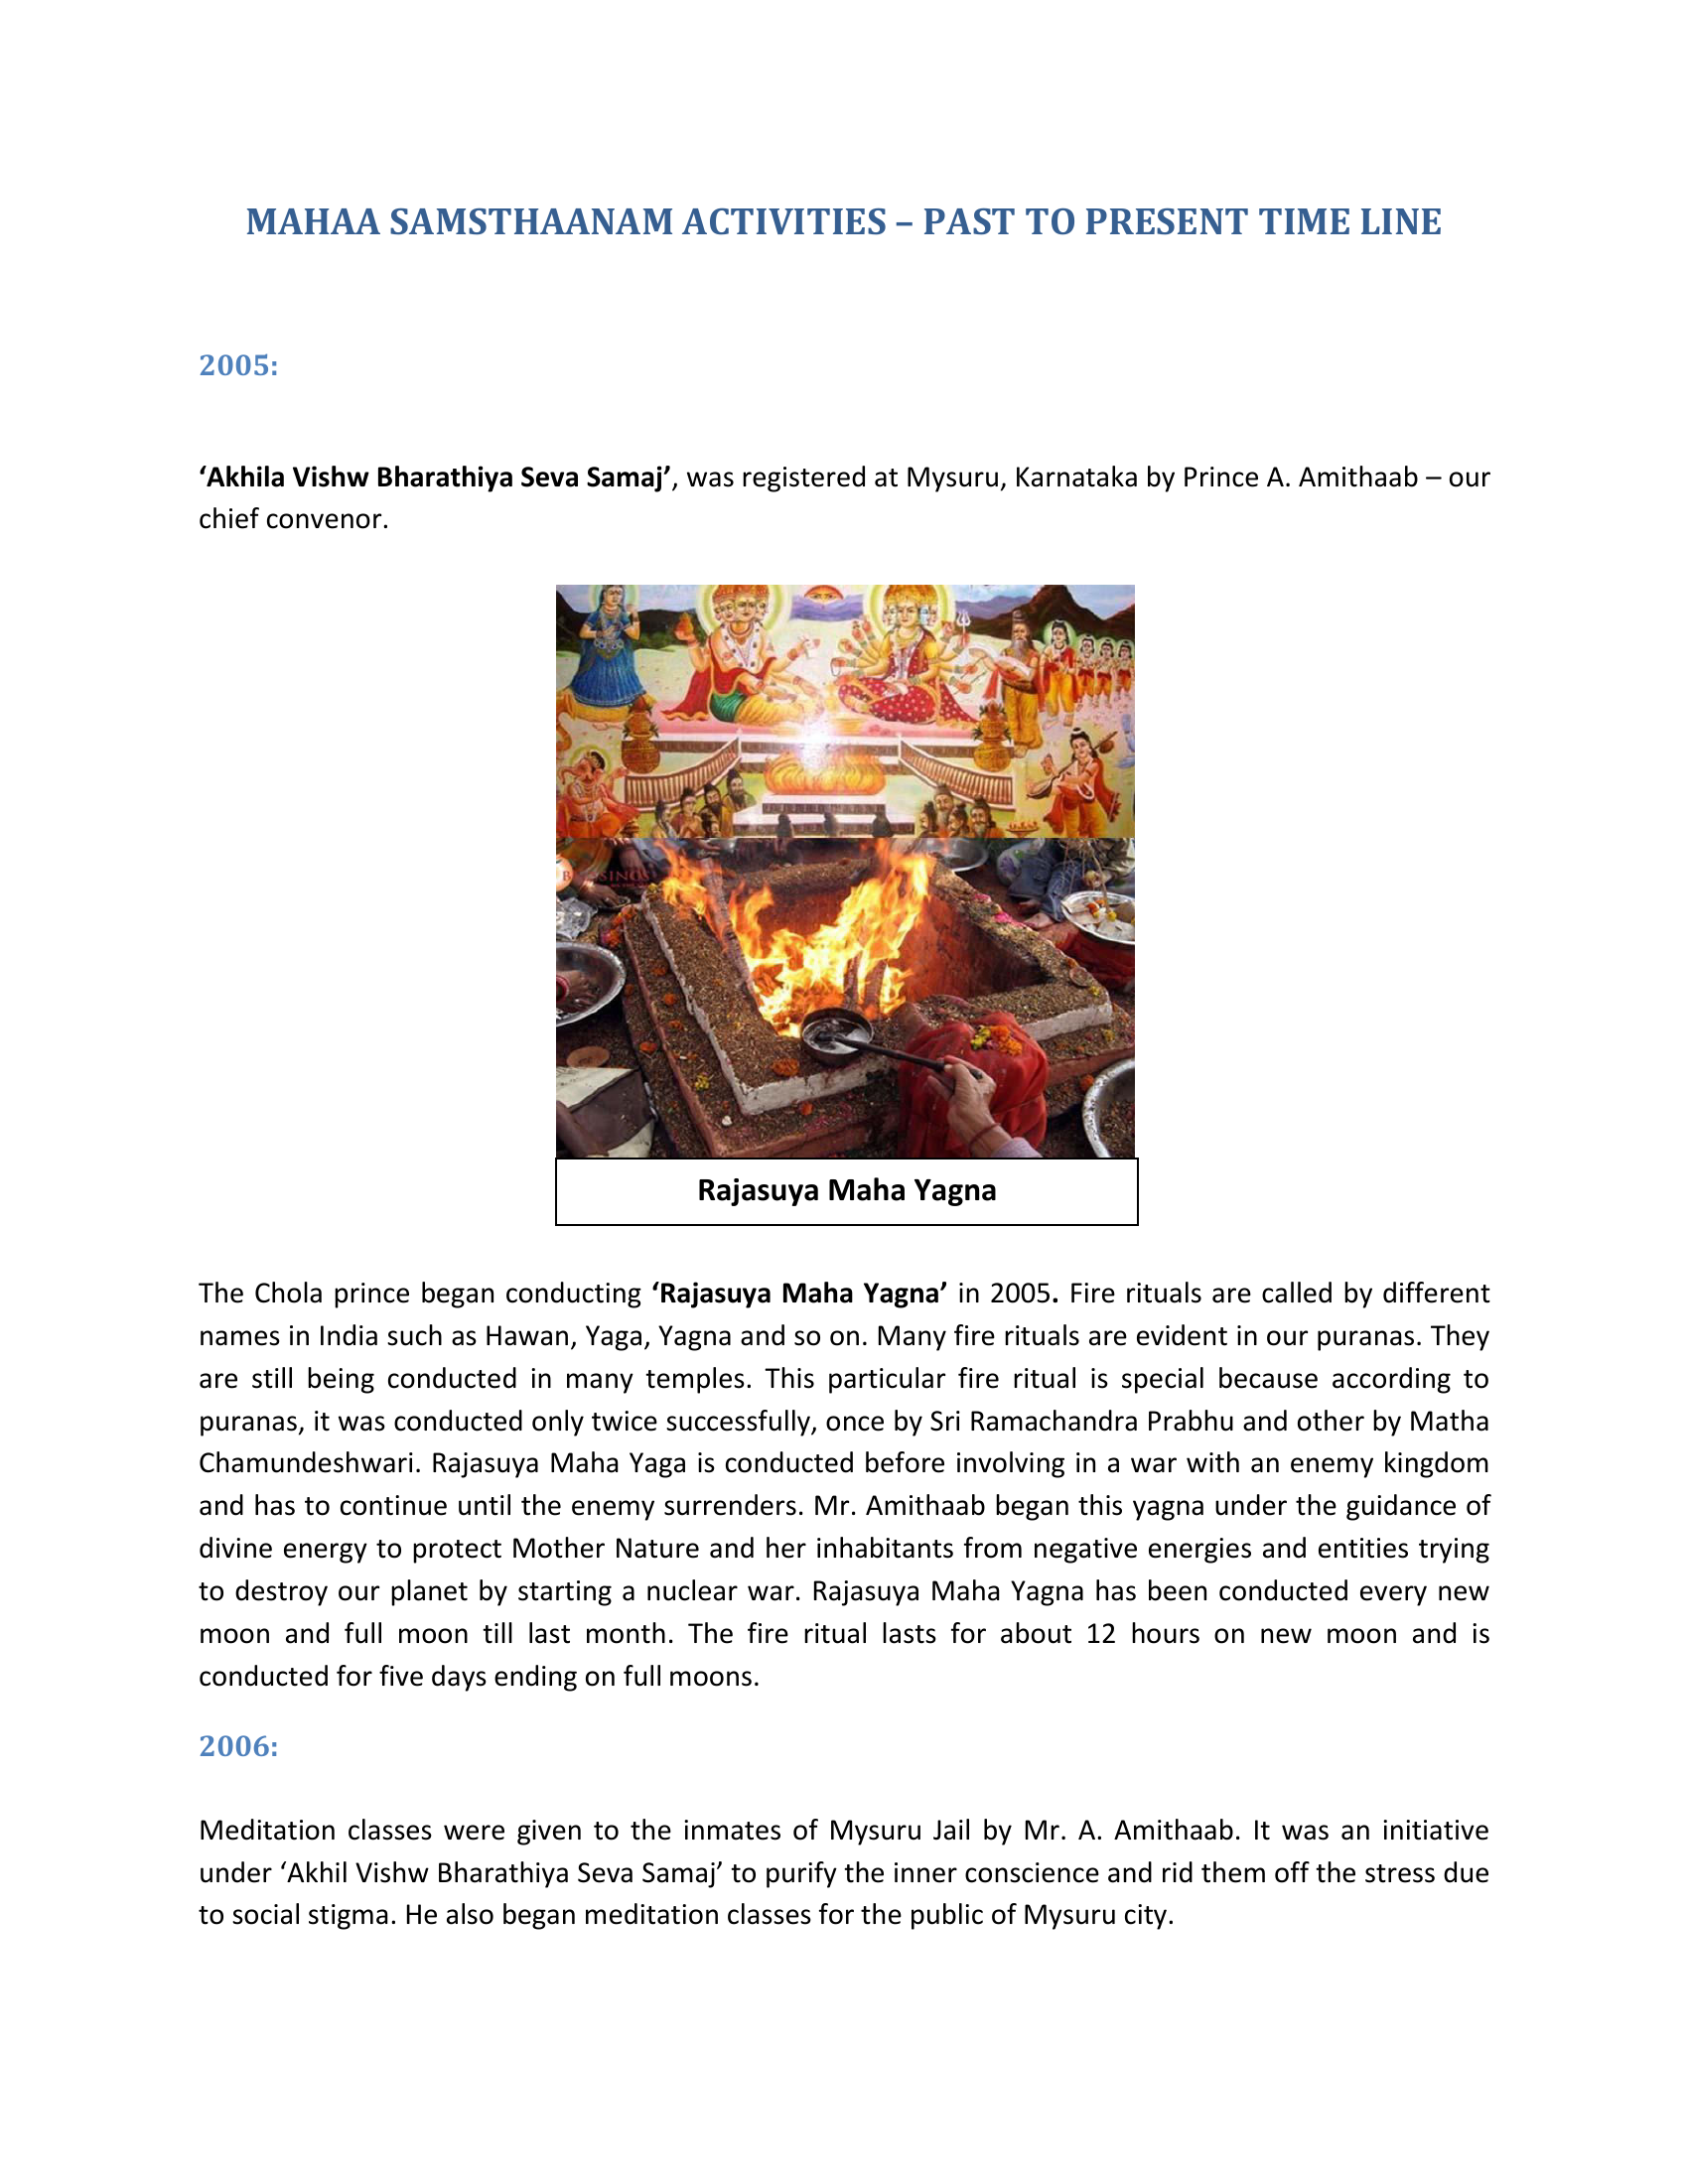 MAHAA SAMSTHAANAM ACTIVITIES – PAST TO PRESENT TIME LINE
2005:
‘Akhila Vishw Bharathiya Seva Samaj’, was registered at Mysuru, Karnataka by Prince A. Amithaab – our
chief convenor.
Rajasuya Maha Yagna
The Chola prince began conducting ‘Rajasuya Maha Yagna’ in 2005. Fire rituals are called by different
names in India such as Hawan, Yaga, Yagna and so on. Many fire rituals are evident in our puranas. They
are still being conducted in many temples. This particular fire ritual is special because according to
puranas, it was conducted only twice successfully, once by Sri Ramachandra Prabhu and other by Matha
Chamundeshwari. Rajasuya Maha Yaga is conducted before involving in a war with an enemy kingdom
and has to continue until the enemy surrenders. Mr. Amithaab began this yagna under the guidance of
divine energy to protect Mother Nature and her inhabitants from negative energies and entities trying
to destroy our planet by starting a nuclear war. Rajasuya Maha Yagna has been conducted every new
moon and full moon till last month. The fire ritual lasts for about 12 hours on new moon and is
conducted for five days ending on full moons.
2006:
Meditation classes were given to the inmates of Mysuru Jail by Mr. A. Amithaab. It was an initiative
under ‘Akhil Vishw Bharathiya Seva Samaj’ to purify the inner conscience and rid them off the stress due
to social stigma. He also began meditation classes for the public of Mysuru city.